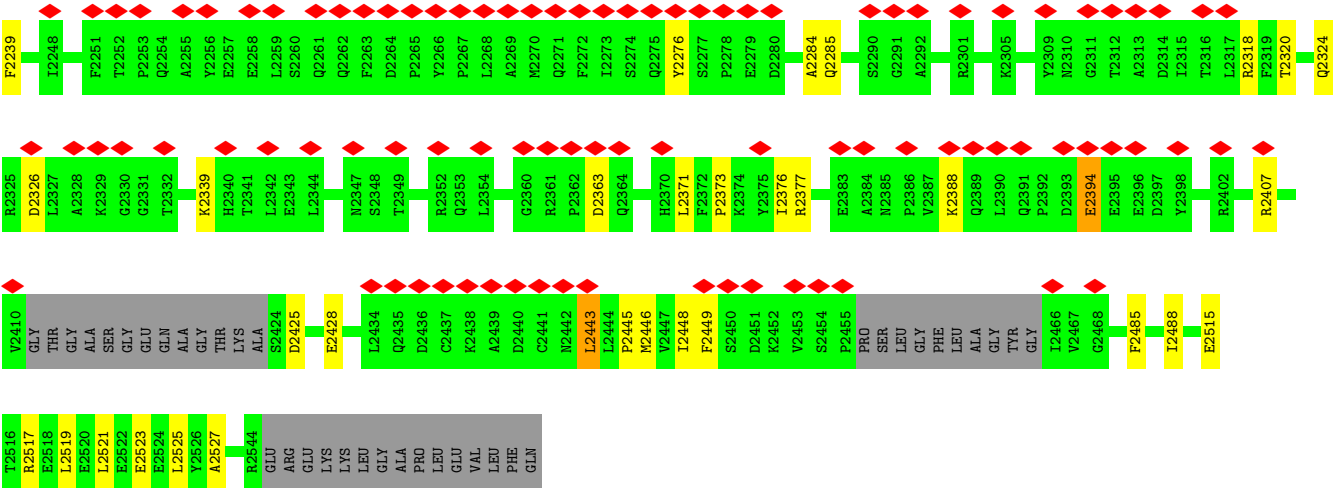 F2239 I2248 F2251 T2252 P2253 Q2254 A2255 Y2256 E2257 E2258 L2259 S2260 Q2261 Q2262 F2263 D2264 P2265 Y2266 P2267 L2268 A2269 M2270 Q2271 F2272 I2273 S2274 Q2275 Y2276 S2277 P2278 E2279 D2280 A2284 Q2285 S2290 G2291 A2292 R2301 K2305 Y2309 N2310 G2311 T2312 A2313 D2314 I2315 T2316 L2317 R2318 F2319 T2320 Q2324
R2325 D2326 L2327 A2328 K2329 G2330 G2331 T2332 K2339 H2340 T2341 L2342 E2343 L2344 N2347 S2348 T2349 R2352 Q2353 L2354 G2360 R2361 P2362 D2363 Q2364 H2370 L2371 F2372 P2373 K2374 Y2375 I2376 R2377 E2383 A2384 N2385 P2386 V2387 K2388 Q2389 L2390 Q2391 P2392 D2393 E2394 E2395 E2396 D2397 Y2398 R2402 R2407
V2410 GLY THR GLY ALA SER GLY GLU GLN ALA GLY THR LYS ALA S2424 D2425 E2428 L2434 Q2435 D2436 C2437 K2438 A2439 D2440 C2441 N2442 L2443 L2444 P2445 M2446 V2447 I2448 F2449 S2450 D2451 K2452 V2453 S2454 P2455 PRO SER LEU GLY PHE LEU ALA GLY TYR GLY I2466 V2467 G2468 F2485 I2488 E2515
T2516 R2517 E2518 L2519 E2520 L2521 E2522 E2523 E2524 L2525 Y2526 A2527 R2544 GLU ARG GLU LYS LYS LEU GLY ALA PRO LEU GLU VAL LEU PHE GLN